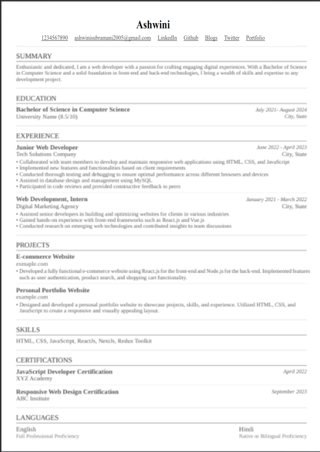 Ashwini
1234567890 ashwinisubramani2005@gmail.com LinkedIn Github Blogs Twitter Portfolio
SUMMARY
Enthusiastic and dedicated, I am a web developer with a passion for crafting engaging digital experiences. With a Bachelor of Science
in Computer Science and a solid foundation in front-end and back-end technologies, I bring a wealth of skills and expertise to any
development project.
EDUCATION
Bachelor of Science in Computer Science July 2021- August 2024
University Name (8.5/10) City, State
EXPERIENCE
Junior Web Developer June 2022 - April 2023
Tech Solutions Company City, State
• Collaborated with team members to develop and maintain responsive web applications using HTML, CSS, and JavaScript
• Implemented new features and functionalities based on client requirements
• Conducted thorough testing and debugging to ensure optimal performance across different browsers and devices
• Assisted in database design and management using MySQL
• Participated in code reviews and provided constructive feedback to peers
Web Development, Intern January 2021 - March 2022
Digital Marketing Agency City, State
• Assisted senior developers in building and optimizing websites for clients in various industries
• Gained hands-on experience with front-end frameworks such as React.js and Vue.js
• Conducted research on emerging web technologies and contributed insights to team discussions
PROJECTS
E-commerce Website
example.com
• Developed a fully functional e-commerce website using React.js for the front-end and Node.js for the back-end. Implemented features
such as user authentication, product search, and shopping cart functionality.
Personal Portfolio Website
example.com
• Designed and developed a personal portfolio website to showcase projects, skills, and experience. Utilized HTML, CSS, and
JavaScript to create a responsive and visually appealing layout.
SKILLS
HTML, CSS, JavaScript, ReactJs, NextJs, Redux Toolkit
CERTIFICATIONS
JavaScript Developer Certification April 2022
XYZ Academy
Responsive Web Design Certification September 2023
ABC Institute
LANGUAGES
English Hindi
Full Professional Proficiency Native or Bilingual Proficiency